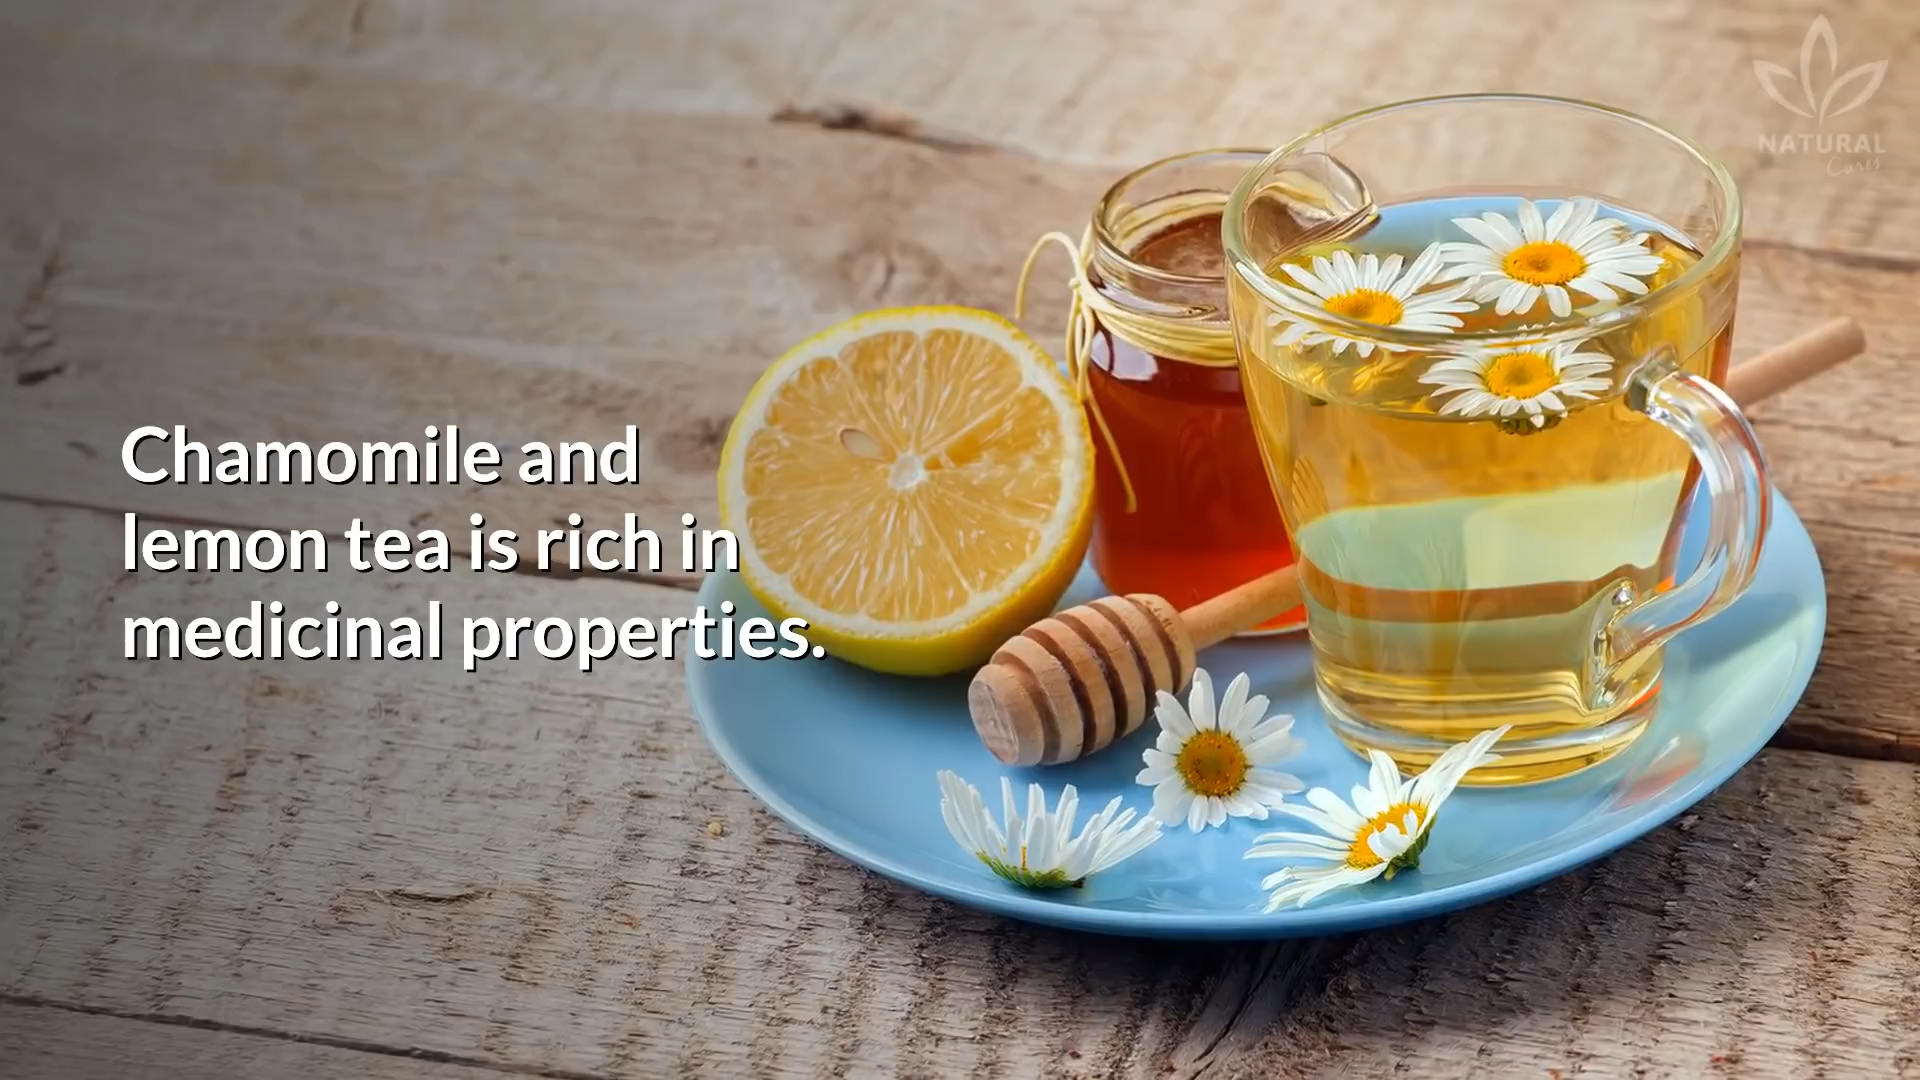 NATURAL
Cures
Chamomile and
lemon tea is rich in
medicinal properties.